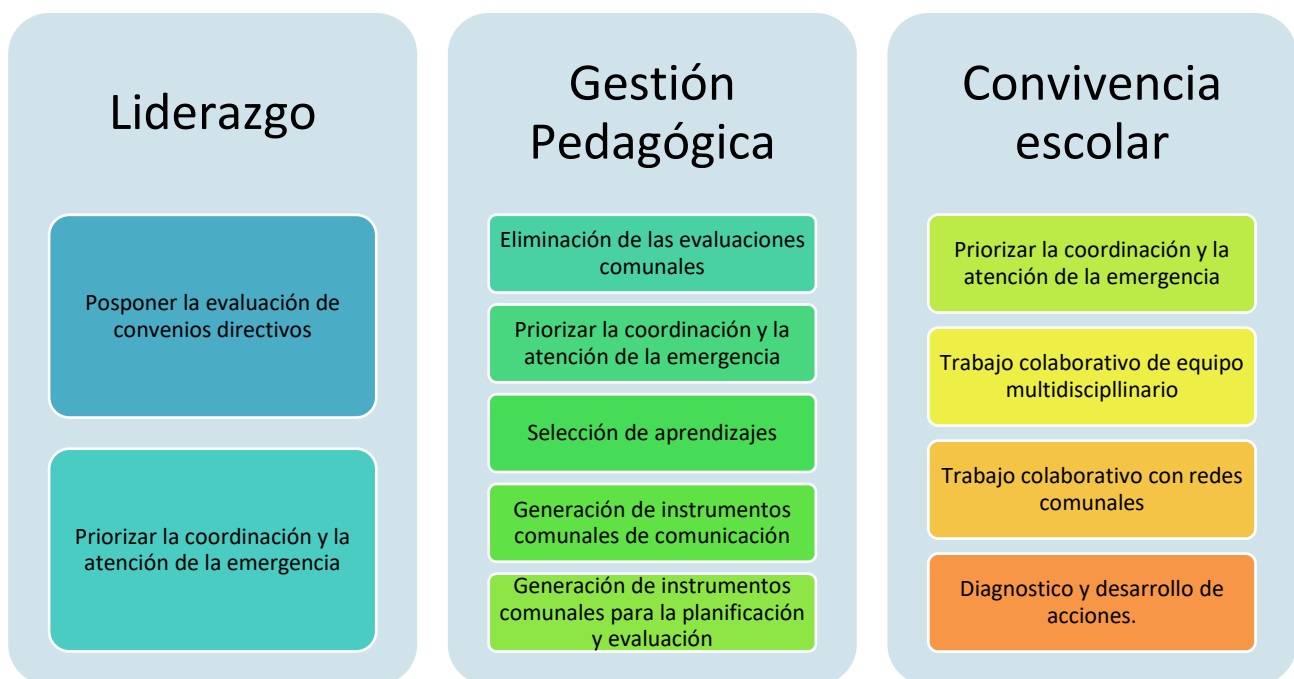 Liderazgo
Posponer la evaluación de
convenios directivos
Priorizar la coordinación y la
atención de la emergencia
Gestión
Pedagógica
Eliminación de las evaluaciones
comunales
Priorizar la coordinación y la
atención de la emergencia
Selección de aprendizajes
Generación de instrumentos
comunales de comunicación
Generación de instrumentos
comunales para la planificación
y evaluación
Convivencia
escolar
Priorizar la coordinación y la
atención de la emergencia
Trabajo colaborativo de equipo
multidiscipllinario
Trabajo colaborativo con redes
comunales
Diagnostico y desarrollo de
acciones.